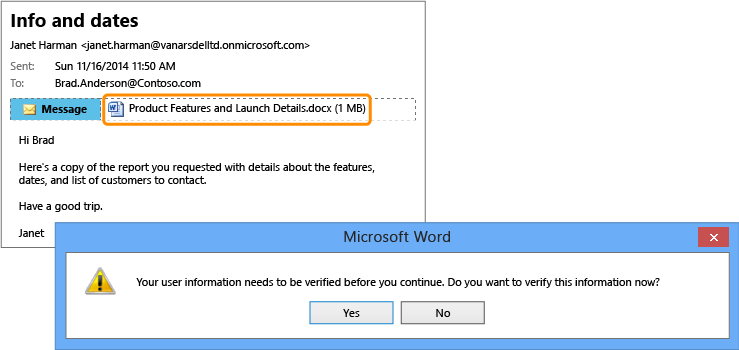 Info and dates
Janet Harman <janet.harman@vanarsdelltd.onmicrosoft.com>
Sent: Sun 11/16/2014 11:50 AM
To: Brad.Anderson@Contoso.com
Message Product Features and Launch Details.docx (1 MB)
Hi Brad
Here's a copy of the report you requested with details about the features,
dates, and list of customers to contact.
Have a good trip.
Janet
Microsoft Word
Your user information needs to be verified before you continue. Do you want to verify this information now?
Yes No